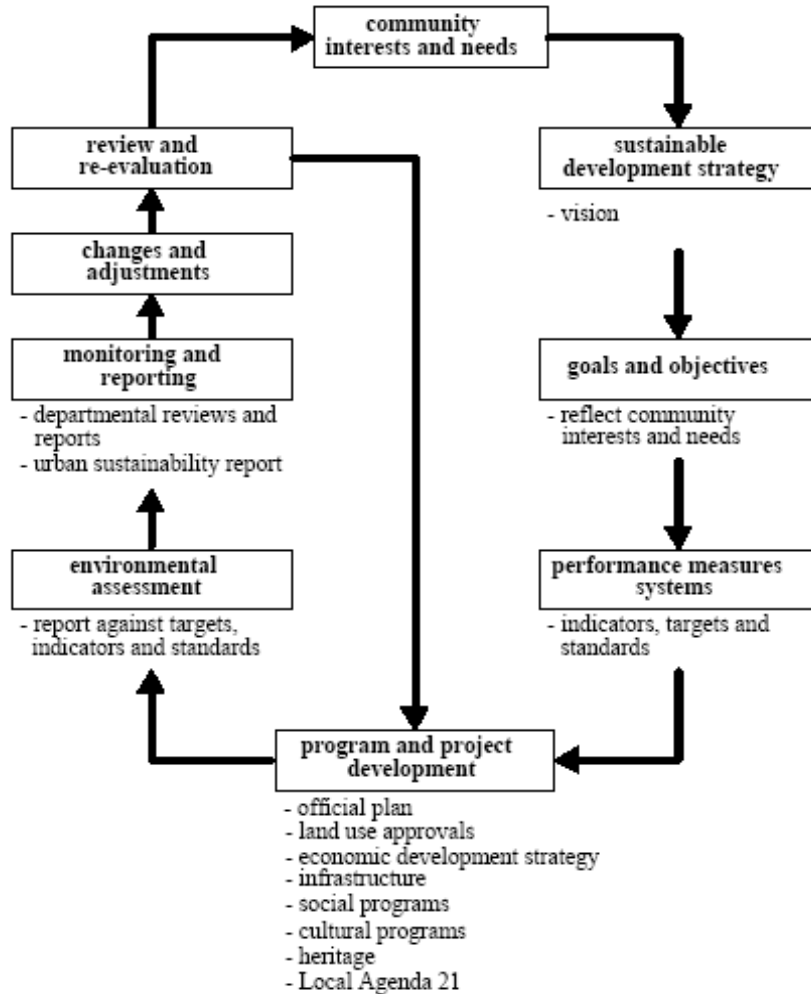 community
interests and needs
review and
re-evaluation
sustainable
development strategy
- vision
changes and
adjustments
monitoring and
reporting
- departmental reviews and
reports
- urban sustainability report
goals and objectives
- reflect community
interests and needs
environmental
assessment
- report against targets,
indicators and standards
performance measures
systems
- indicators, targets and
standards
program and project
development
- official plan
- land use approvals
- economic development strategy
- infrastructure
- social programs
- cultural programs
- heritage
- Local Agenda 21